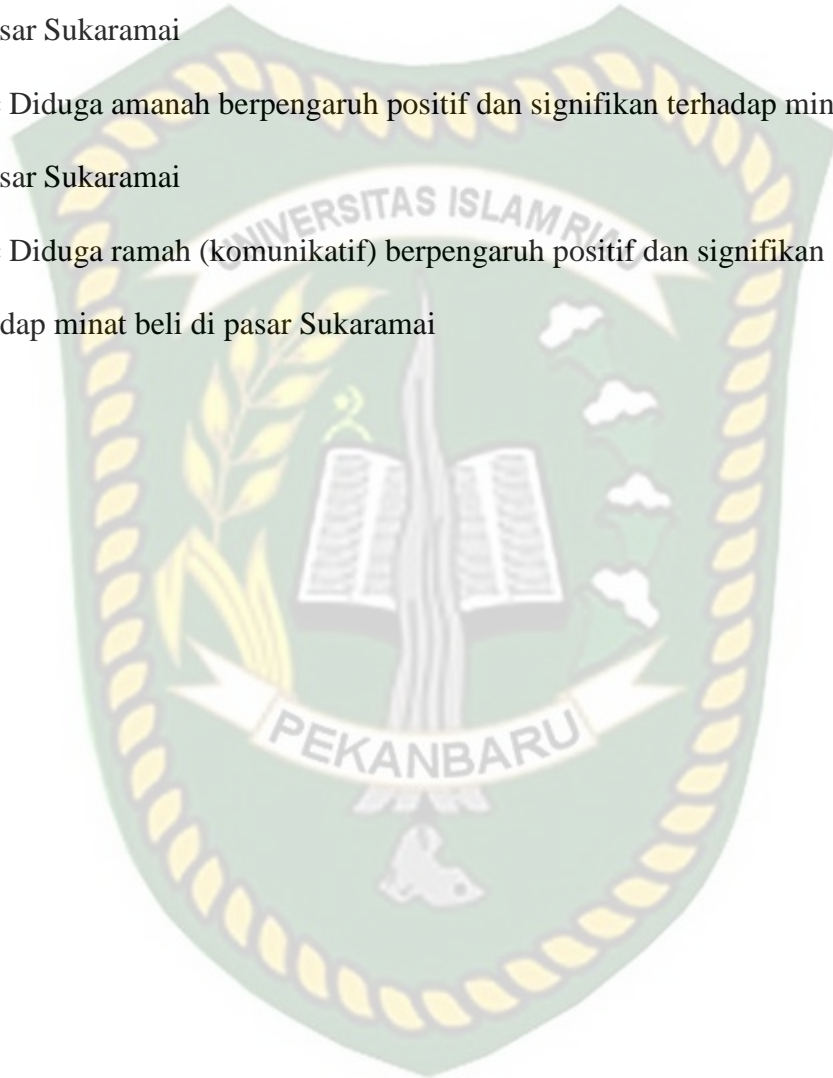 sar Sukaramai
: Diduga amanah berpengaruh positif dan signifikan terhadap min
sar Sukaramai
: Diduga ramah (komunikatif) berpengaruh positif dan signifikan
dap minat beli di pasar Sukaramai
UNIVERSITAS ISLAM RIAU
PEKANBARU